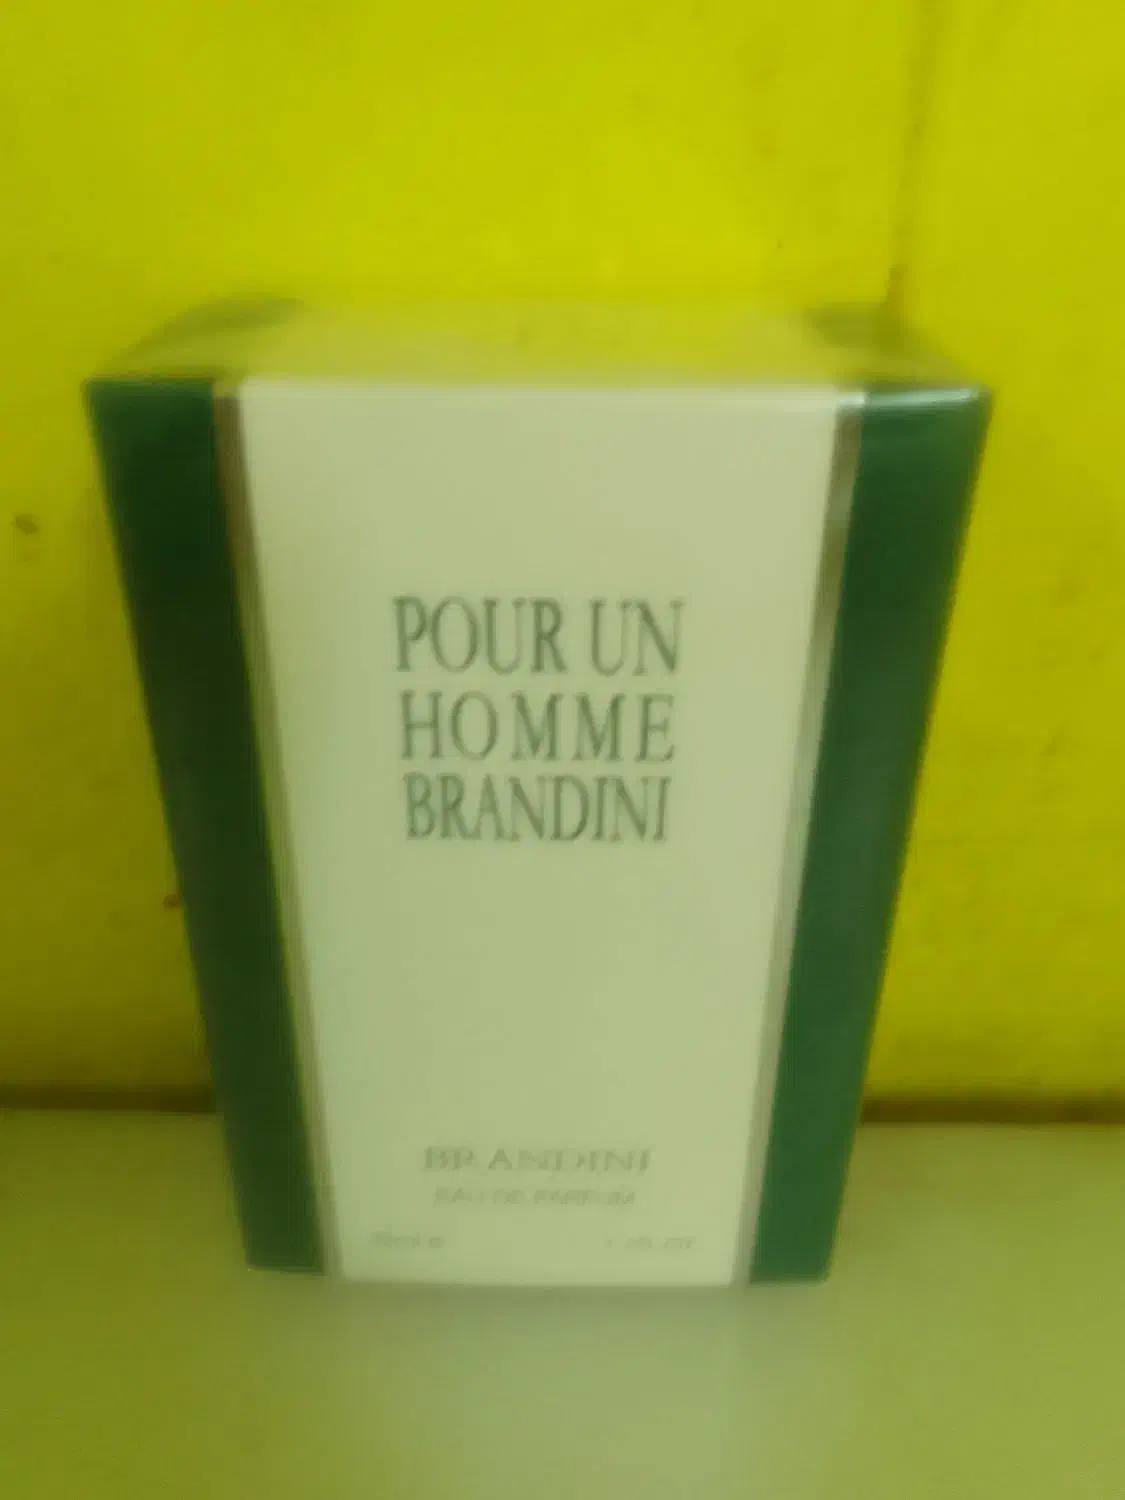 POUR UN
HOMME
BRANDINI
BRANDINI
EAU DE PARFUM